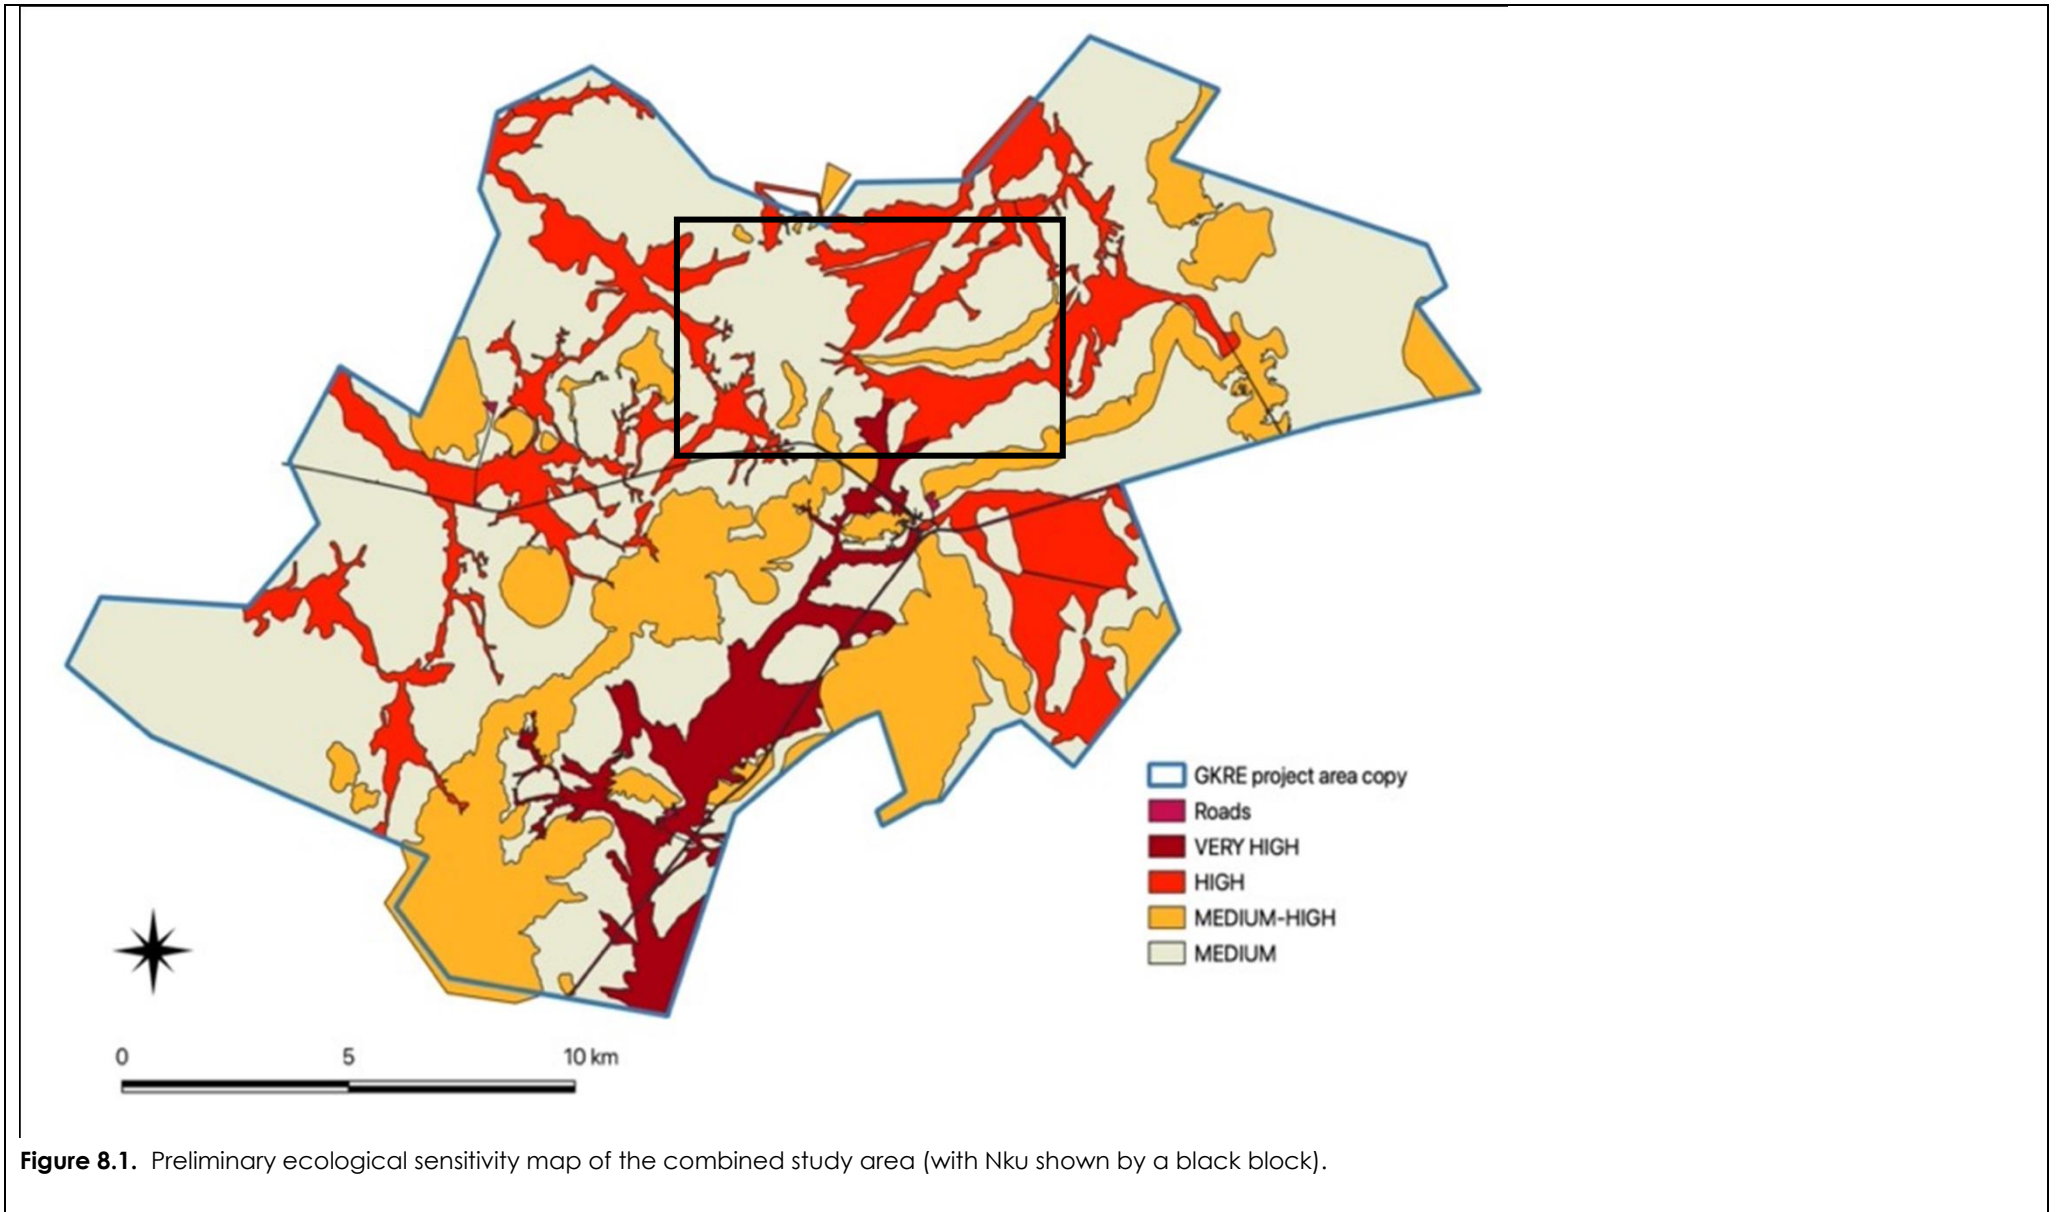 GKRE project area copy
Roads
VERY HIGH
HIGH
MEDIUM-HIGH
MEDIUM
0 5 10 km
Figure 8.1. Preliminary ecological sensitivity map of the combined study area (with Nku shown by a black block).